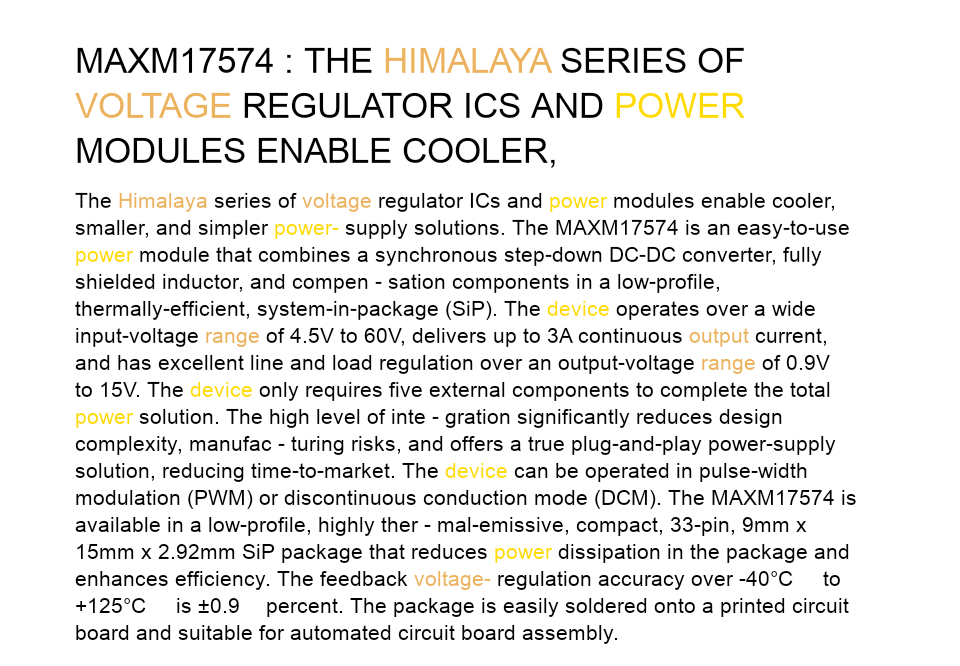 MAXM17574 : THE HIMALAYA SERIES OF
VOLTAGE REGULATOR ICS AND POWER
MODULES ENABLE COOLER,
The Himalaya series of voltage regulator ICs and power modules enable cooler,
smaller, and simpler power- supply solutions. The MAXM17574 is an easy-to-use
power module that combines a synchronous step-down DC-DC converter, fully
shielded inductor, and compen - sation components in a low-profile,
thermally-efficient, system-in-package (SiP). The device operates over a wide
input-voltage range of 4.5V to 60V, delivers up to 3A continuous output current,
and has excellent line and load regulation over an output-voltage range of 0.9V
to 15V. The device only requires five external components to complete the total
power solution. The high level of inte - gration significantly reduces design
complexity, manufac - turing risks, and offers a true plug-and-play power-supply
solution, reducing time-to-market. The device can be operated in pulse-width
modulation (PWM) or discontinuous conduction mode (DCM). The MAXM17574 is
available in a low-profile, highly ther - mal-emissive, compact, 33-pin, 9mm x
15mm x 2.92mm SiP package that reduces power dissipation in the package and
enhances efficiency. The feedback voltage- regulation accuracy over -40°C to
+125°C is ±0.9 percent. The package is easily soldered onto a printed circuit
board and suitable for automated circuit board assembly.